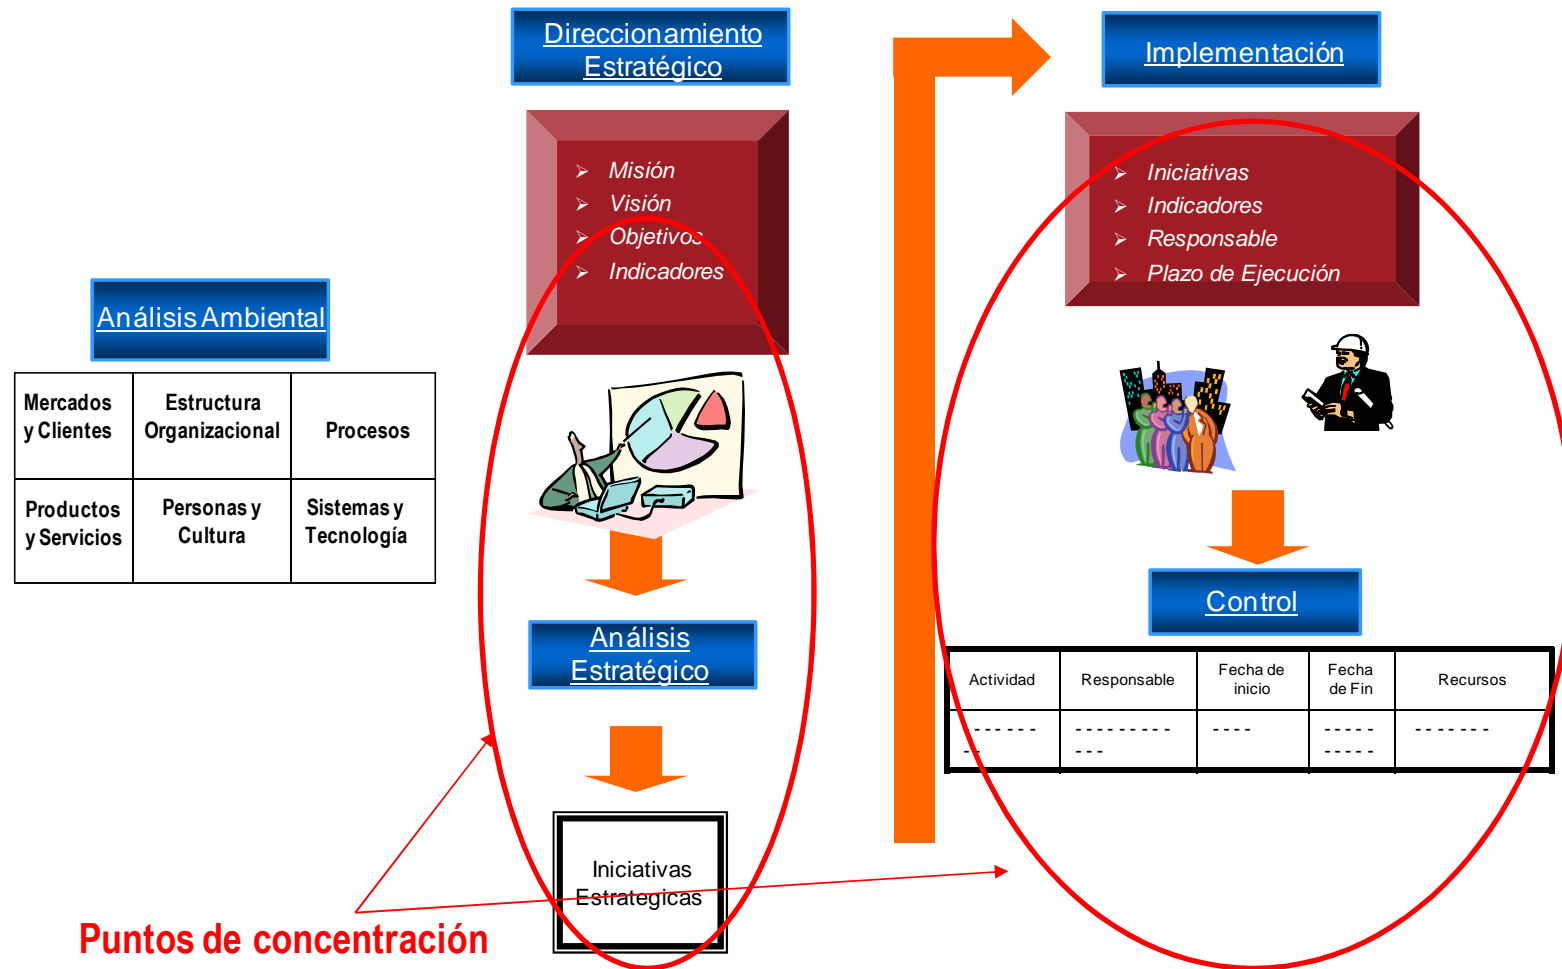 Direccionamiento
Estratégico
Misión
Visión
Objetivos
Indicadores
Análisis Ambiental
Mercados
y Clientes
Estructura
Organizacional
Procesos
Productos
y Servicios
Personas y
Cultura
Sistemas y
Tecnología
Análisis
Estratégico
Iniciativas
Estrategicas
Puntos de concentración
Implementación
Iniciativas
Indicadores
Responsable
Plazo de Ejecución
Control
Actividad
Responsable
Fecha de
inicio
Fecha
de Fin
Recursos